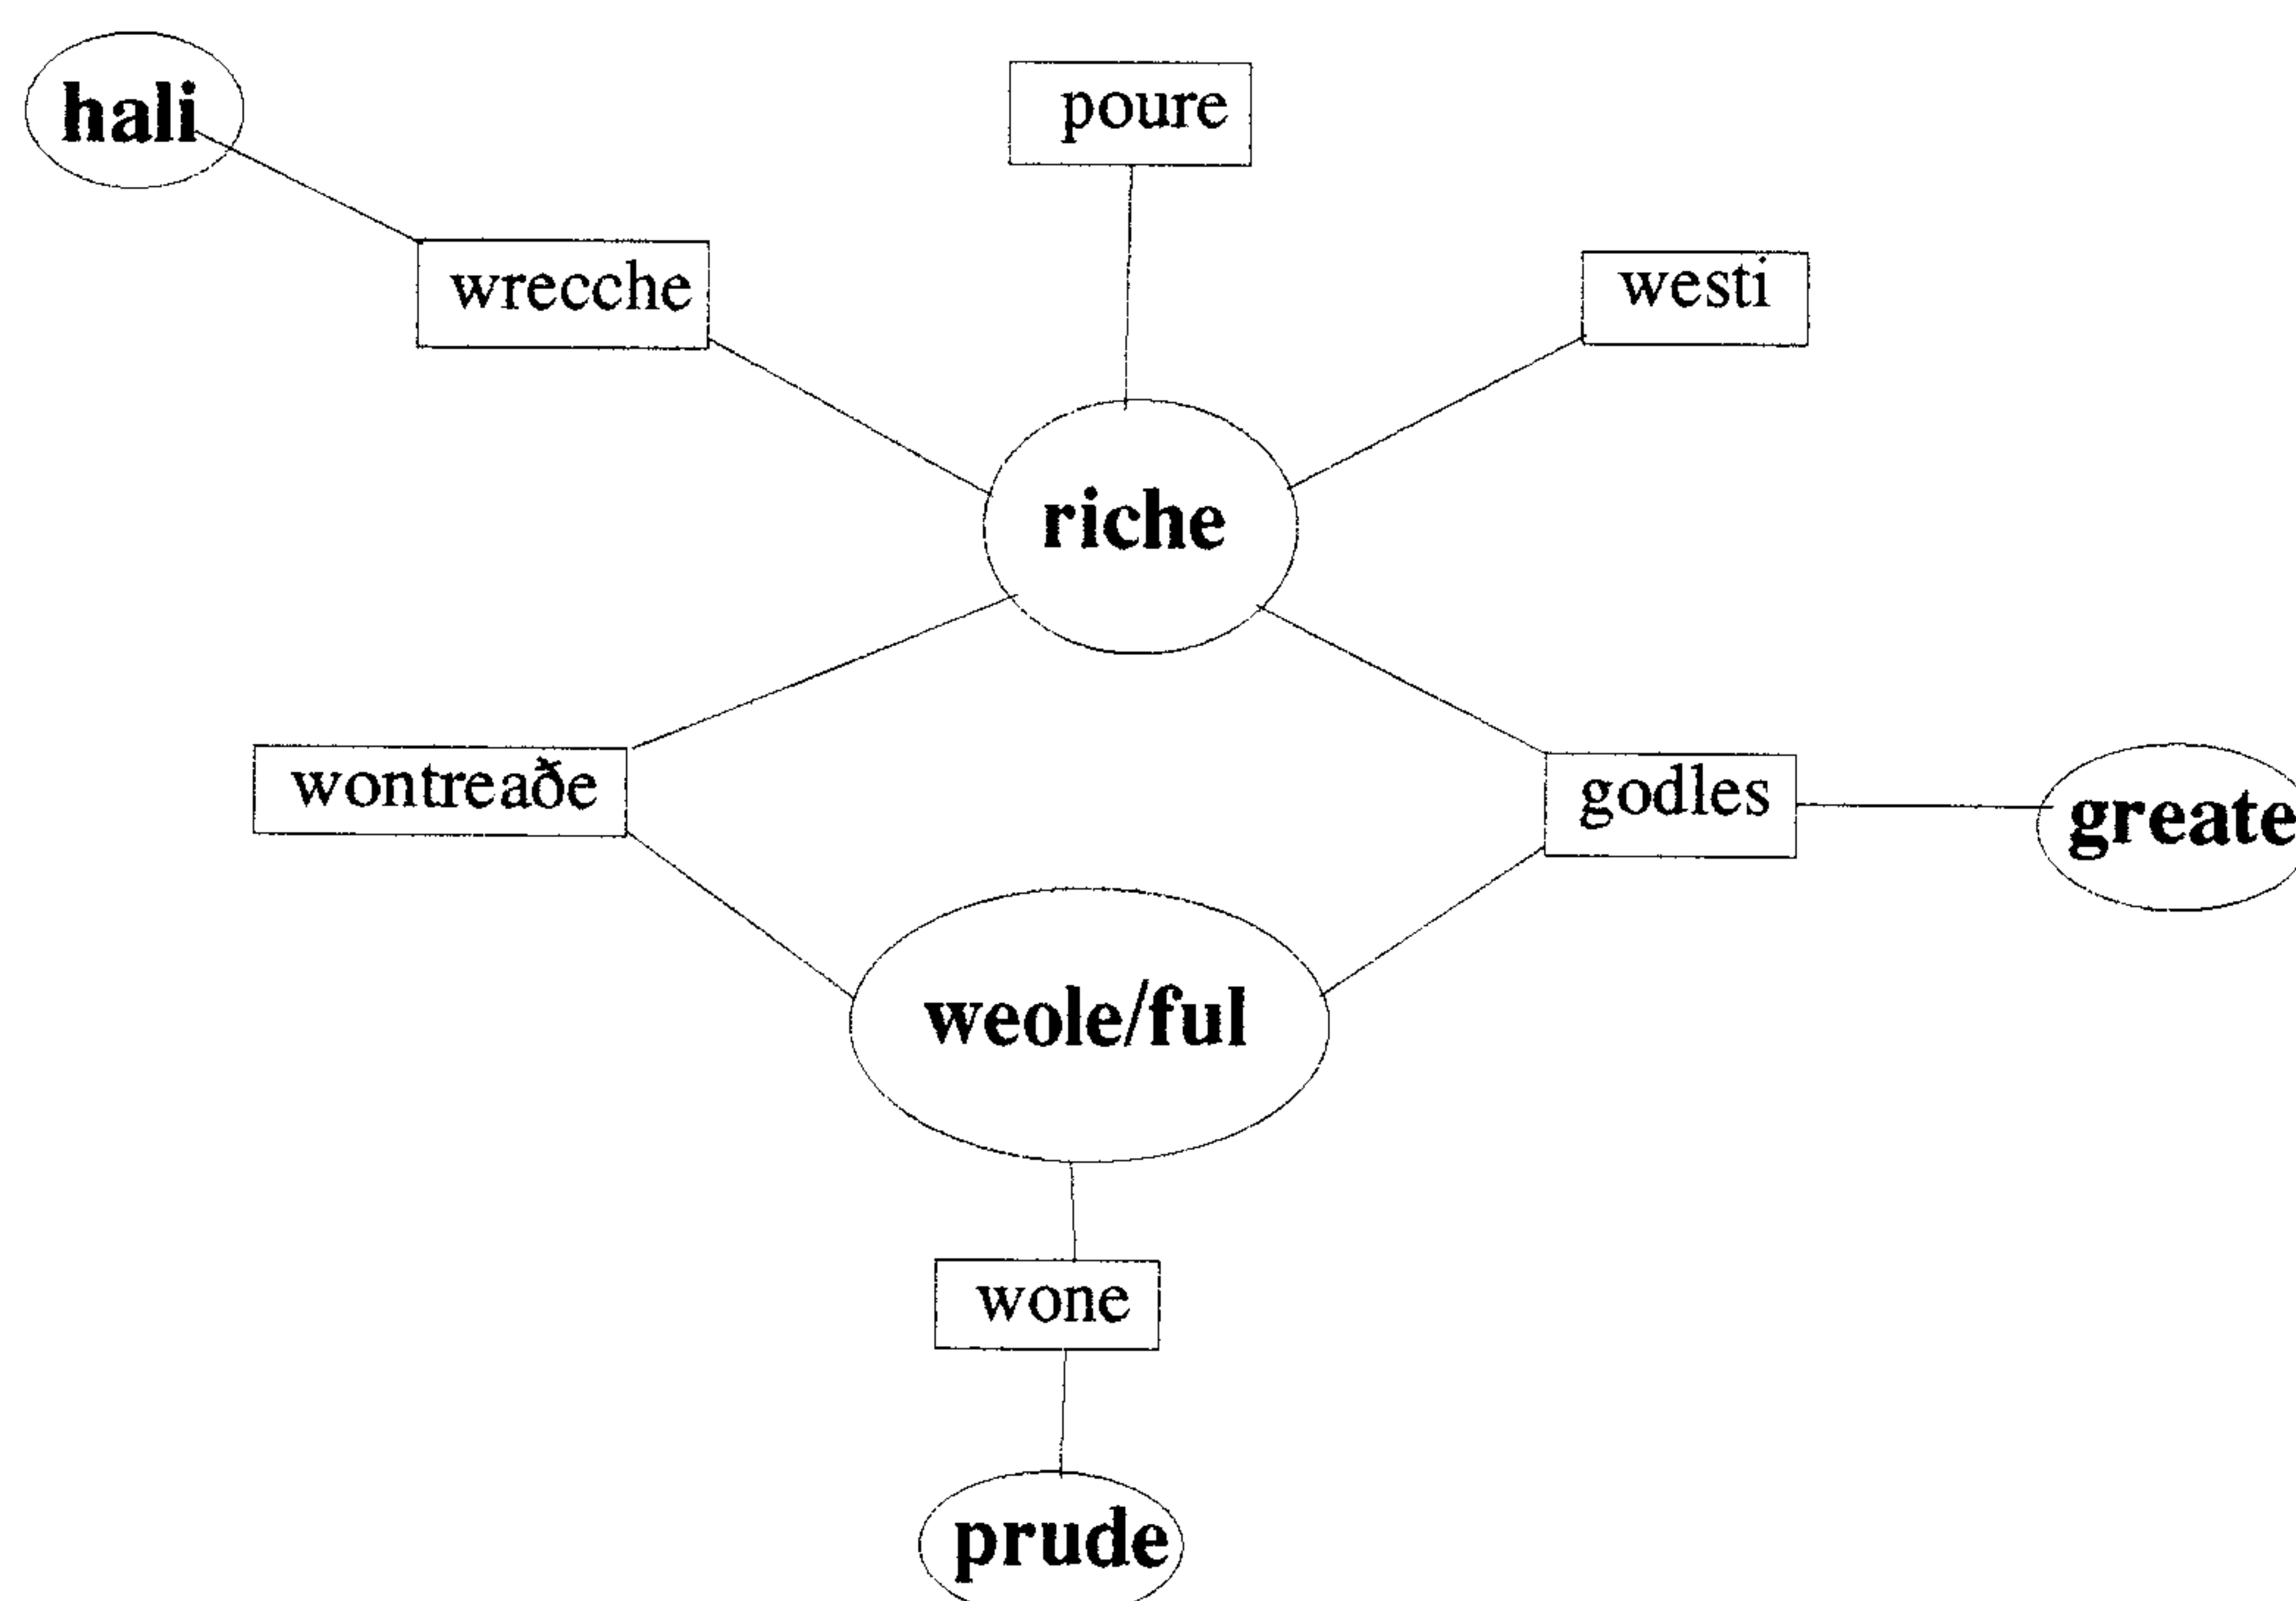 hali
poure
wrecche
westi
riche
wontreaðe
godles
greate
weole/ful
wone
prude